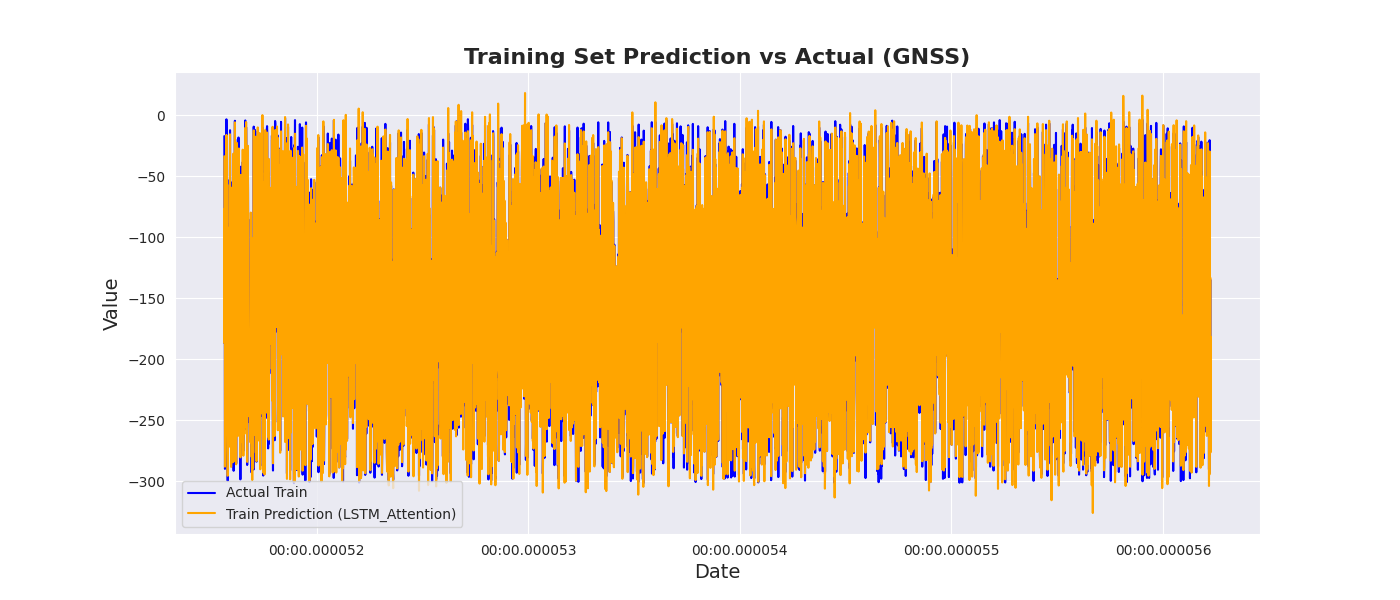 Training Set Prediction vs Actual (GNSS)
Value
0
−50
−100
−150
−200
−250
−300
Actual Train
Train Prediction (LSTM_Attention)
00:00.000052
00:00.000053
00:00.000054
00:00.000055
00:00.000056
Date